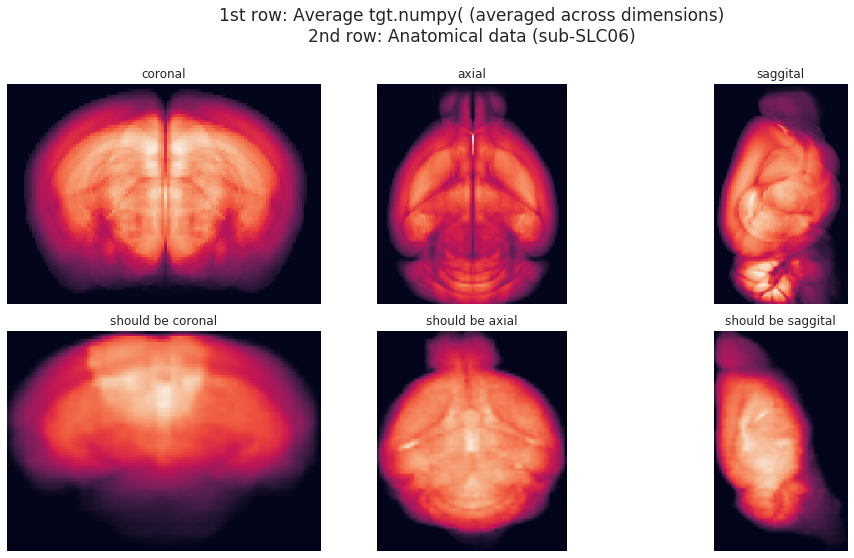 1st row: Average tgt.numpy( (averaged across dimensions)
2nd row: Anatomical data (sub-SLC06)
coronal
axial
saggital
should be coronal
should be axial
should be saggital